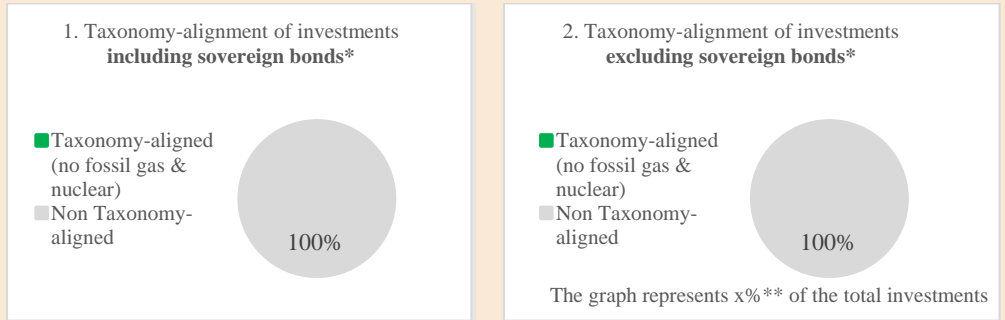 1. Taxonomy-alignment of investments
including sovereign bonds*
Taxonomy-aligned
(no fossil gas &
nuclear)
Non Taxonomy-
aligned
100%
2. Taxonomy-alignment of investments
excluding sovereign bonds*
Taxonomy-aligned
(no fossil gas &
nuclear)
Non Taxonomy-
aligned
100%
The graph represents x%** of the total investments